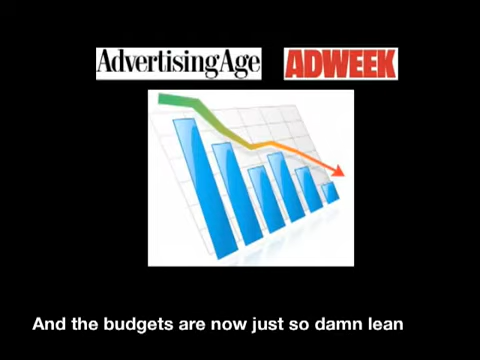 AdvertisingAge ADWEEK
And the budgets are now just so damn lean